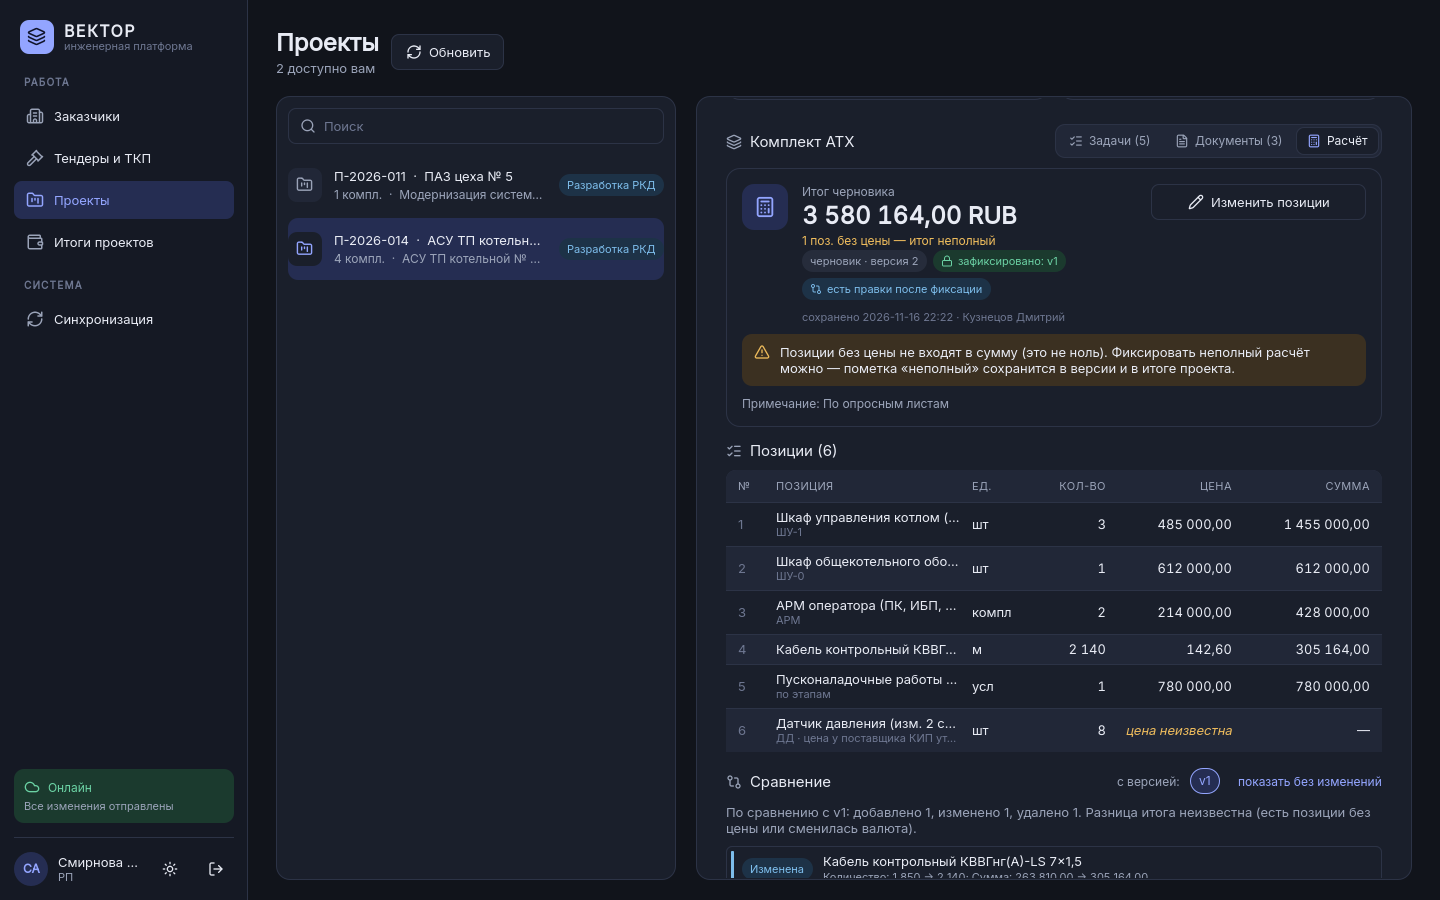 ВЕКТОР
инженерная платформа
РАБОТА
Заказчики
Тендеры и ТКП
Проекты
Итоги проектов
СИСТЕМА
Синхронизация
Онлайн
Все изменения отправлены
СА
Смирнова ...
РП
Проекты
2 доступно вам
Обновить
Поиск
П-2026-011 · ПАЗ цеха № 5
1 компл. · Модернизация систем...
Разработка РКД
П-2026-014 · АСУ ТП котельн...
4 компл. · АСУ ТП котельной № ...
Разработка РКД
Комплект АТХ
Задачи (5)
Документы (3)
Расчёт
Итог черновика
3 580 164,00 RUB
1 поз. без цены — итог неполный
черновик · версия 2
зафиксировано: v1
есть правки после фиксации
сохранено 2026-11-16 22:22 · Кузнецов Дмитрий
Изменить позиции
Позиции без цены не входят в сумму (это не ноль). Фиксировать неполный расчёт
можно — пометка «неполный» сохранится в версии и в итоге проекта.
Примечание: По опросным листам
Позиции (6)
№ ПОЗИЦИЯ ЕД. КОЛ-ВО ЦЕНА СУММА
1 Шкаф управления котлом (... шт 3 485 000,00 1 455 000,00
ШУ-1
2 Шкаф общекотельного обо... шт 1 612 000,00 612 000,00
ШУ-0
3 АРМ оператора (ПК, ИБП, ... компл 2 214 000,00 428 000,00
АРМ
4 Кабель контрольный КВВГ... м 2 140 142,60 305 164,00
5 Пусконаладочные работы ... усл 1 780 000,00 780 000,00
по этапам
6 Датчик давления (изм. 2 с... шт 8 цена неизвестна —
ДД · цена у поставщика КИП ут...
Сравнение
с версией: v1 показать без изменений
По сравнению с v1: добавлено 1, изменено 1, удалено 1. Разница итога неизвестна (есть позиции без
цены или сменилась валюта).
Изменена
Кабель контрольный КВВГнг(А)-LS 7×1,5
Количество: 1 850 → 2 140; Сумма: 263 810,00 → 305 164,00